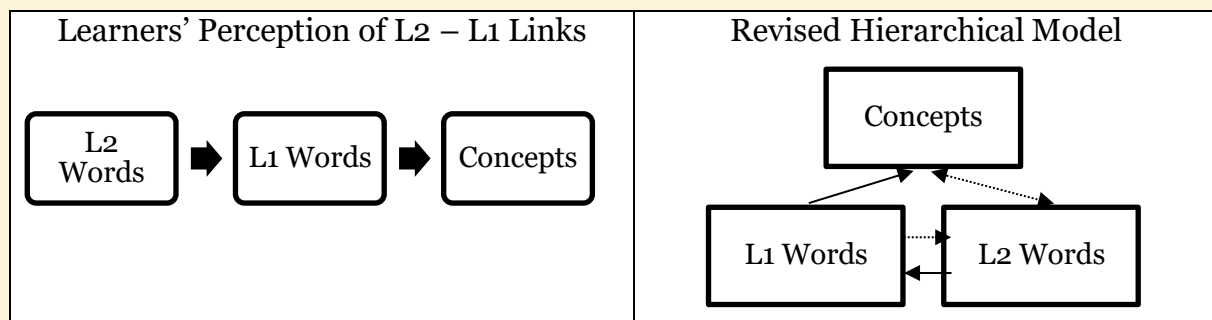 Learners’ Perception of L2 – L1 Links
L2
Words
L1 Words
Concepts
Revised Hierarchical Model
Concepts
L1 Words
L2 Words